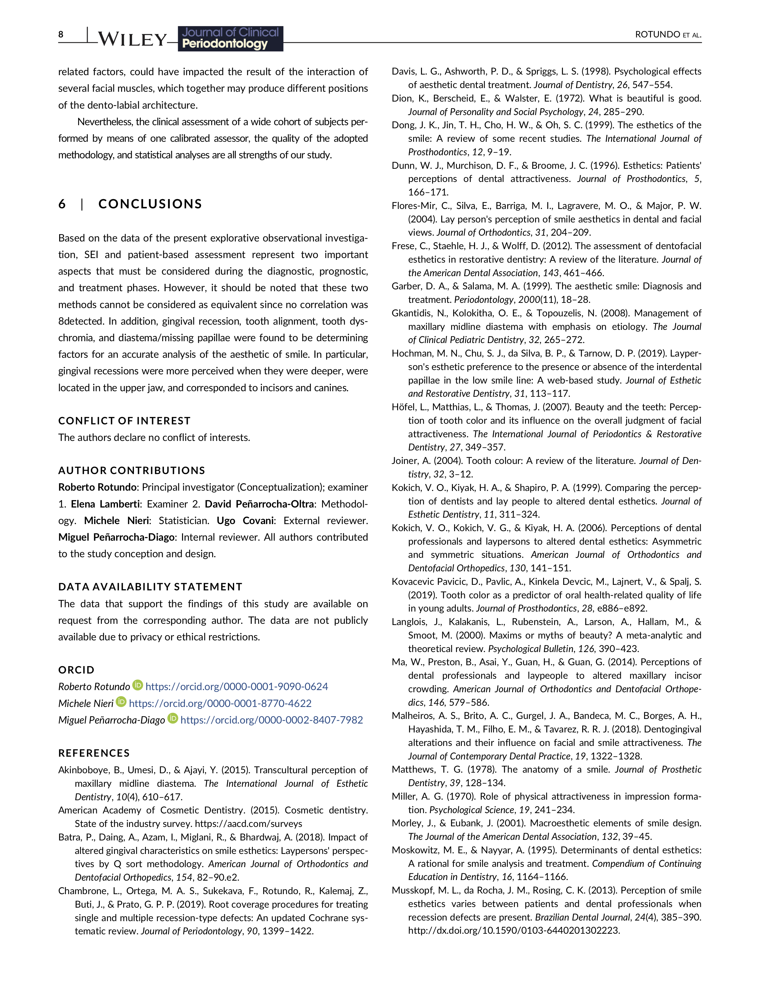 8
WILEY
Journal of Clinical
Periodontology
ROTUNDO ET AL.
related factors, could have impacted the result of the interaction of
several facial muscles, which together may produce different positions
of the dento-labial architecture.
Nevertheless, the clinical assessment of a wide cohort of subjects per-
formed by means of one calibrated assessor, the quality of the adopted
methodology, and statistical analyses are all strengths of our study.
6 | CONCLUSIONS
Based on the data of the present explorative observational investiga-
tion, SEI and patient-based assessment represent two important
aspects that must be considered during the diagnostic, prognostic,
and treatment phases. However, it should be noted that these two
methods cannot be considered as equivalent since no correlation was
8detected. In addition, gingival recession, tooth alignment, tooth dys-
chromia, and diastema/missing papillae were found to be determining
factors for an accurate analysis of the aesthetic of smile. In particular,
gingival recessions were more perceived when they were deeper, were
located in the upper jaw, and corresponded to incisors and canines.
CONFLICT OF INTEREST
The authors declare no conflict of interests.
AUTHOR CONTRIBUTIONS
Roberto Rotundo: Principal investigator (Conceptualization); examiner
1. Elena Lamberti: Examiner 2. David Peñarrocha-Oltra: Methodol-
ogy. Michele Nieri: Statistician. Ugo Covani: External reviewer.
Miguel Peñarrocha-Diago: Internal reviewer. All authors contributed
to the study conception and design.
DATA AVAILABILITY STATEMENT
The data that support the findings of this study are available on
request from the corresponding author. The data are not publicly
available due to privacy or ethical restrictions.
ORCID
Roberto Rotundo iD https://orcid.org/0000-0001-9090-0624
Michele Nieri iD https://orcid.org/0000-0001-8770-4622
Miguel Peñarrocha-Diago iD https://orcid.org/0000-0002-8407-7982
REFERENCES
Akinboboye, B., Umesi, D., & Ajayi, Y. (2015). Transcultural perception of
maxillary midline diastema. The International Journal of Esthetic
Dentistry, 10(4), 610–617.
American Academy of Cosmetic Dentistry. (2015). Cosmetic dentistry.
State of the industry survey. https://aacd.com/surveys
Batra, P., Daing, A., Azam, I., Miglani, R., & Bhardwaj, A. (2018). Impact of
altered gingival characteristics on smile esthetics: Laypersons' perspec-
tives by Q sort methodology. American Journal of Orthodontics and
Dentofacial Orthopedics, 154, 82–90.e2.
Chambrone, L., Ortega, M. A. S., Sukekava, F., Rotundo, R., Kalemaj, Z.,
Buti, J., & Prato, G. P. P. (2019). Root coverage procedures for treating
single and multiple recession-type defects: An updated Cochrane sys-
tematic review. Journal of Periodontology, 90, 1399–1422.
Davis, L. G., Ashworth, P. D., & Spriggs, L. S. (1998). Psychological effects
of aesthetic dental treatment. Journal of Dentistry, 26, 547–554.
Dion, K., Berscheid, E., & Walster, E. (1972). What is beautiful is good.
Journal of Personality and Social Psychology, 24, 285–290.
Dong, J. K., Jin, T. H., Cho, H. W., & Oh, S. C. (1999). The esthetics of the
smile: A review of some recent studies. The International Journal of
Prosthodontics, 12, 9–19.
Dunn, W. J., Murchison, D. F., & Broome, J. C. (1996). Esthetics: Patients'
perceptions of dental attractiveness. Journal of Prosthodontics, 5,
166–171.
Flores-Mir, C., Silva, E., Barriga, M. I., Lagravere, M. O., & Major, P. W.
(2004). Lay person's perception of smile aesthetics in dental and facial
views. Journal of Orthodontics, 31, 204–209.
Frese, C., Staehle, H. J., & Wolff, D. (2012). The assessment of dentofacial
esthetics in restorative dentistry: A review of the literature. Journal of
the American Dental Association, 143, 461–466.
Garber, D. A., & Salama, M. A. (1999). The aesthetic smile: Diagnosis and
treatment. Periodontology, 2000(11), 18–28.
Gkantidis, N., Kolokitha, O. E., & Topouzelis, N. (2008). Management of
maxillary midline diastema with emphasis on etiology. The Journal
of Clinical Pediatric Dentistry, 32, 265–272.
Hochman, M. N., Chu, S. J., da Silva, B. P., & Tarnow, D. P. (2019). Layper-
son's esthetic preference to the presence or absence of the interdental
papillae in the low smile line: A web-based study. Journal of Esthetic
and Restorative Dentistry, 31, 113–117.
Höfel, L., Matthias, L., & Thomas, J. (2007). Beauty and the teeth: Percep-
tion of tooth color and its influence on the overall judgment of facial
attractiveness. The International Journal of Periodontics & Restorative
Dentistry, 27, 349–357.
Joiner, A. (2004). Tooth colour: A review of the literature. Journal of Den-
tistry, 32, 3–12.
Kokich, V. O., Kiyak, H. A., & Shapiro, P. A. (1999). Comparing the percep-
tion of dentists and lay people to altered dental esthetics. Journal of
Esthetic Dentistry, 11, 311–324.
Kokich, V. O., Kokich, V. G., & Kiyak, H. A. (2006). Perceptions of dental
professionals and laypersons to altered dental esthetics: Asymmetric
and symmetric situations. American Journal of Orthodontics and
Dentofacial Orthopedics, 130, 141–151.
Kovacevic Pavicic, D., Pavlic, A., Kinkela Devcic, M., Lajnert, V., & Spalj, S.
(2019). Tooth color as a predictor of oral health-related quality of life
in young adults. Journal of Prosthodontics, 28, e886–e892.
Langlois, J., Kalakanis, L., Rubenstein, A., Larson, A., Hallam, M., &
Smoot, M. (2000). Maxims or myths of beauty? A meta-analytic and
theoretical review. Psychological Bulletin, 126, 390–423.
Ma, W., Preston, B., Asai, Y., Guan, H., & Guan, G. (2014). Perceptions of
dental professionals and laypeople to altered maxillary incisor
crowding. American Journal of Orthodontics and Dentofacial Orthope-
dics, 146, 579–586.
Malheiros, A. S., Brito, A. C., Gurgel, J. A., Bandeca, M. C., Borges, A. H.,
Hayashida, T. M., Filho, E. M., & Tavarez, R. R. J. (2018). Dentogingival
alterations and their influence on facial and smile attractiveness. The
Journal of Contemporary Dental Practice, 19, 1322–1328.
Matthews, T. G. (1978). The anatomy of a smile. Journal of Prosthetic
Dentistry, 39, 128–134.
Miller, A. G. (1970). Role of physical attractiveness in impression forma-
tion. Psychological Science, 19, 241–234.
Morley, J., & Eubank, J. (2001). Macroesthetic elements of smile design.
The Journal of the American Dental Association, 132, 39–45.
Moskowitz, M. E., & Nayyar, A. (1995). Determinants of dental esthetics:
A rational for smile analysis and treatment. Compendium of Continuing
Education in Dentistry, 16, 1164–1166.
Musskopf, M. L., da Rocha, J. M., Rosing, C. K. (2013). Perception of smile
esthetics varies between patients and dental professionals when
recession defects are present. Brazilian Dental Journal, 24(4), 385–390.
http://dx.doi.org/10.1590/0103-6440201302223.